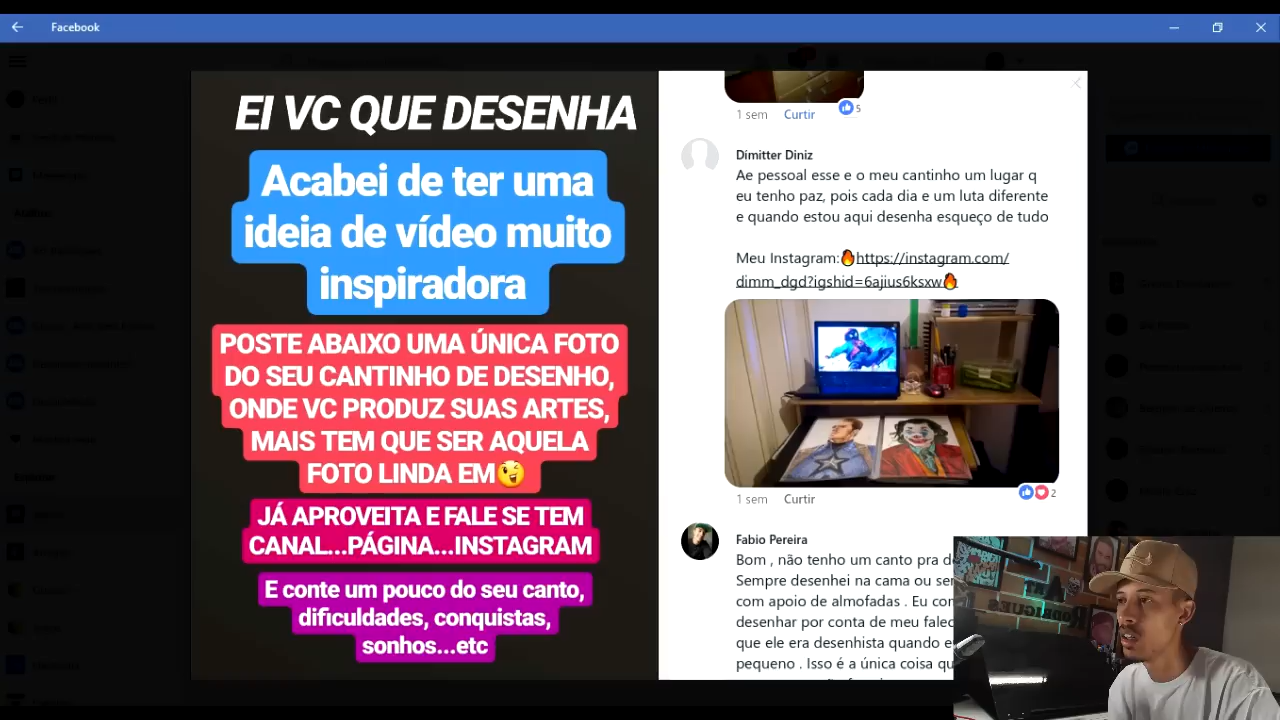 Facebook
EI VC QUE DESENHA
Acabei de ter uma
ideia de vídeo muito
inspiradora
POSTE ABAIXO UMA ÚNICA FOTO
DO SEU CANTINHO DE DESENHO,
ONDE VC PRODUZ SUAS ARTES,
MAIS TEM QUE SER AQUELA
FOTO LINDA EM😉
JÁ APROVEITA E FALE SE TEM
CANAL...PÁGINA...INSTAGRAM
E conte um pouco do seu canto,
dificuldades, conquistas,
sonhos...etc
1 sem Curtir 5
Dimitter Diniz
Ae pessoal esse e o meu cantinho um lugar q
eu tenho paz, pois cada dia e um luta diferente
e quando estou aqui desenha esqueço de tudo
Meu Instagram:🔥https://instagram.com/
dimm_dgd?igshid=6ajius6ksxw🔥
1 sem Curtir 2
Fabio Pereira
Bom , não tenho um canto pra d
Sempre desenhei na cama ou se
com apoio de almofadas . Eu co
desenhar por conta de meu falec
que ele era desenhista quando e
pequeno . Isso é a única coisa qu
RODRIGUES